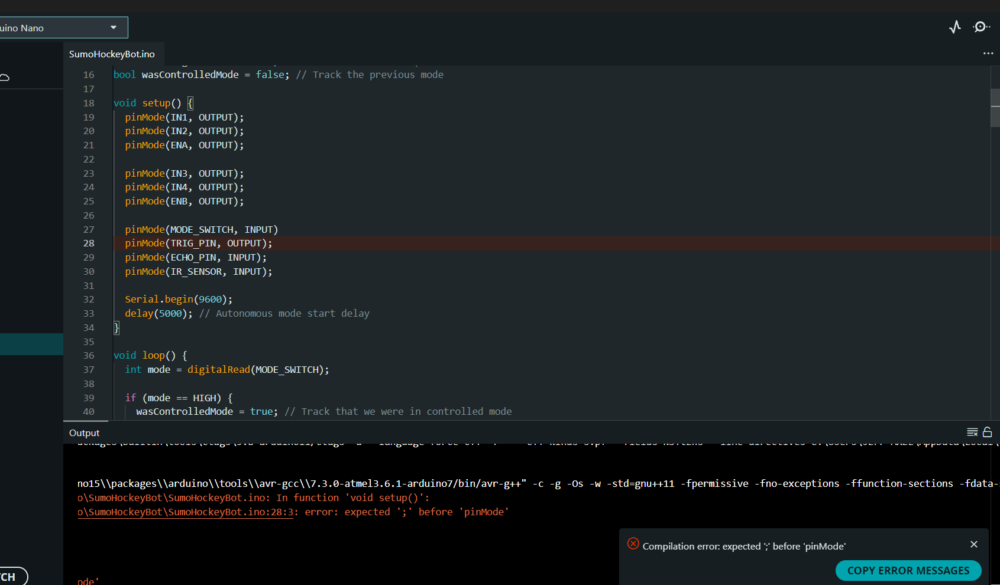 uino Nano
SumoHockeyBot.ino
16 bool wasControlledMode = false; // Track the previous mode
17
18 void setup() {
19 pinMode(IN1, OUTPUT);
20 pinMode(IN2, OUTPUT);
21 pinMode(ENA, OUTPUT);
22
23 pinMode(IN3, OUTPUT);
24 pinMode(IN4, OUTPUT);
25 pinMode(ENB, OUTPUT);
26
27 pinMode(MODE_SWITCH, INPUT)
28 pinMode(TRIG_PIN, OUTPUT);
29 pinMode(ECHO_PIN, INPUT);
30 pinMode(IR_SENSOR, INPUT);
31
32 Serial.begin(9600);
33 delay(5000); // Autonomous mode start delay
34 }
35
36 void loop() {
37 int mode = digitalRead(MODE_SWITCH);
38
39 if (mode == HIGH) {
40 wasControlledMode = true; // Track that we were in controlled mode
Output
no15\\packages\\arduino\\tools\\avr-gcc\\7.3.0-atmel3.6.1-arduino7/bin/avr-g++" -c -g -Os -w -std=gnu++11 -fpermissive -fno-exceptions -ffunction-sections -fdata-
o\SumoHockeyBot\SumoHockeyBot.ino: In function 'void setup()':
o\SumoHockeyBot\SumoHockeyBot.ino:28:3: error: expected ';' before 'pinMode'
Compilation error: expected ';' before 'pinMode'
COPY ERROR MESSAGES
TCH
ode'